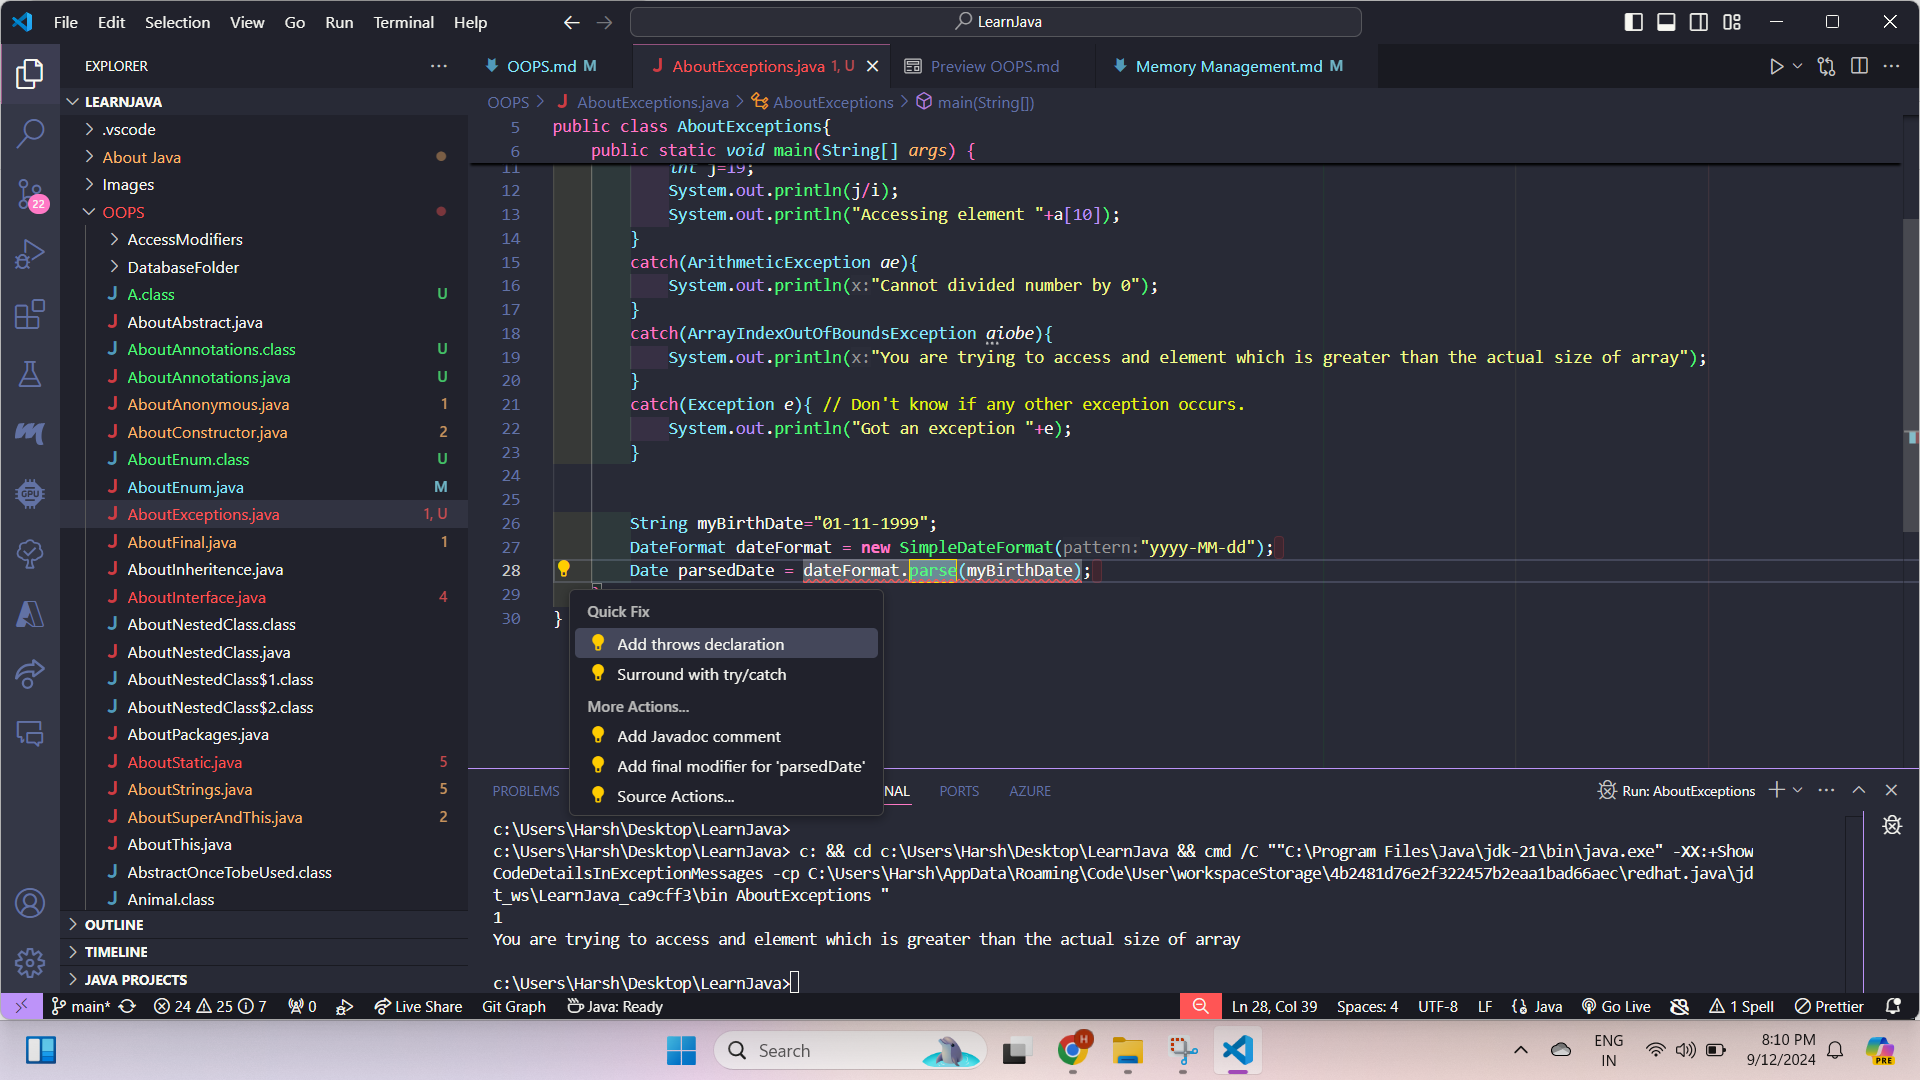 File Edit Selection View Go Run Terminal Help
LearnJava
EXPLORER
OOPS.md M
AboutExceptions.java 1, U
Preview OOPS.md
Memory Management.md M
LEARNJAVA
.vscode
About Java
Images
OOPS
AccessModifiers
DatabaseFolder
A.class U
AboutAbstract.java
AboutAnnotations.class U
AboutAnnotations.java U
AboutAnonymous.java 1
AboutConstructor.java 2
AboutEnum.class U
AboutEnum.java M
AboutExceptions.java 1, U
AboutFinal.java 1
AboutInheritence.java
AboutInterface.java 4
AboutNestedClass.class
AboutNestedClass.java
AboutNestedClass$1.class
AboutNestedClass$2.class
AboutPackages.java
AboutStatic.java 5
AboutStrings.java 5
AboutSuperAndThis.java 2
AboutThis.java
AbstractOnceTobeUsed.class
Animal.class
OUTLINE
TIMELINE
JAVA PROJECTS
22
GPU
OOPS > AboutExceptions.java > AboutExceptions > main(String[])
5 public class AboutExceptions{
6 public static void main(String[] args) {
11 int j=19;
12 System.out.println(j/i);
13 System.out.println("Accessing element "+a[10]);
14 }
15 catch(ArithmeticException ae){
16 System.out.println(x:"Cannot divided number by 0");
17 }
18 catch(ArrayIndexOutOfBoundsException aiobe){
19 System.out.println(x:"You are trying to access and element which is greater than the actual size of array");
20 }
21 catch(Exception e){ // Don't know if any other exception occurs.
22 System.out.println("Got an exception "+e);
23 }
24
25
26 String myBirthDate="01-11-1999";
27 DateFormat dateFormat = new SimpleDateFormat(pattern:"yyyy-MM-dd");
28 Date parsedDate = dateFormat.parse(myBirthDate);
29
30 }
Quick Fix
Add throws declaration
Surround with try/catch
More Actions...
Add Javadoc comment
Add final modifier for 'parsedDate'
Source Actions...
PROBLEMS NAL PORTS AZURE
Run: AboutExceptions
c:\Users\Harsh\Desktop\LearnJava>
c:\Users\Harsh\Desktop\LearnJava> c: && cd c:\Users\Harsh\Desktop\LearnJava && cmd /C ""C:\Program Files\Java\jdk-21\bin\java.exe" -XX:+Show
CodeDetailsInExceptionMessages -cp C:\Users\Harsh\AppData\Roaming\Code\User\workspaceStorage\4b2481d76e2f322457b2eaa1bad66aec\redhat.java\jd
t_ws\LearnJava_ca9cff3\bin AboutExceptions "
1
You are trying to access and element which is greater than the actual size of array
c:\Users\Harsh\Desktop\LearnJava>
main* 24 25 7 0 Live Share Git Graph Java: Ready
Ln 28, Col 39 Spaces: 4 UTF-8 LF {} Java Go Live 1 Spell Prettier
Search
H
ENG
IN
8:10 PM
9/12/2024
PRE